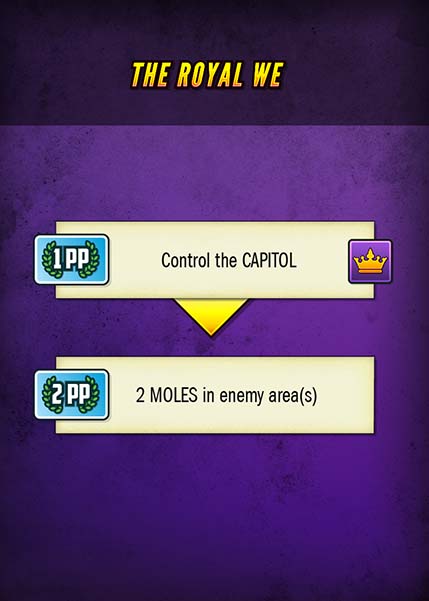 THE ROYAL WE
1 PP
Control the CAPITOL
2 PP
2 MOLES in enemy area(s)